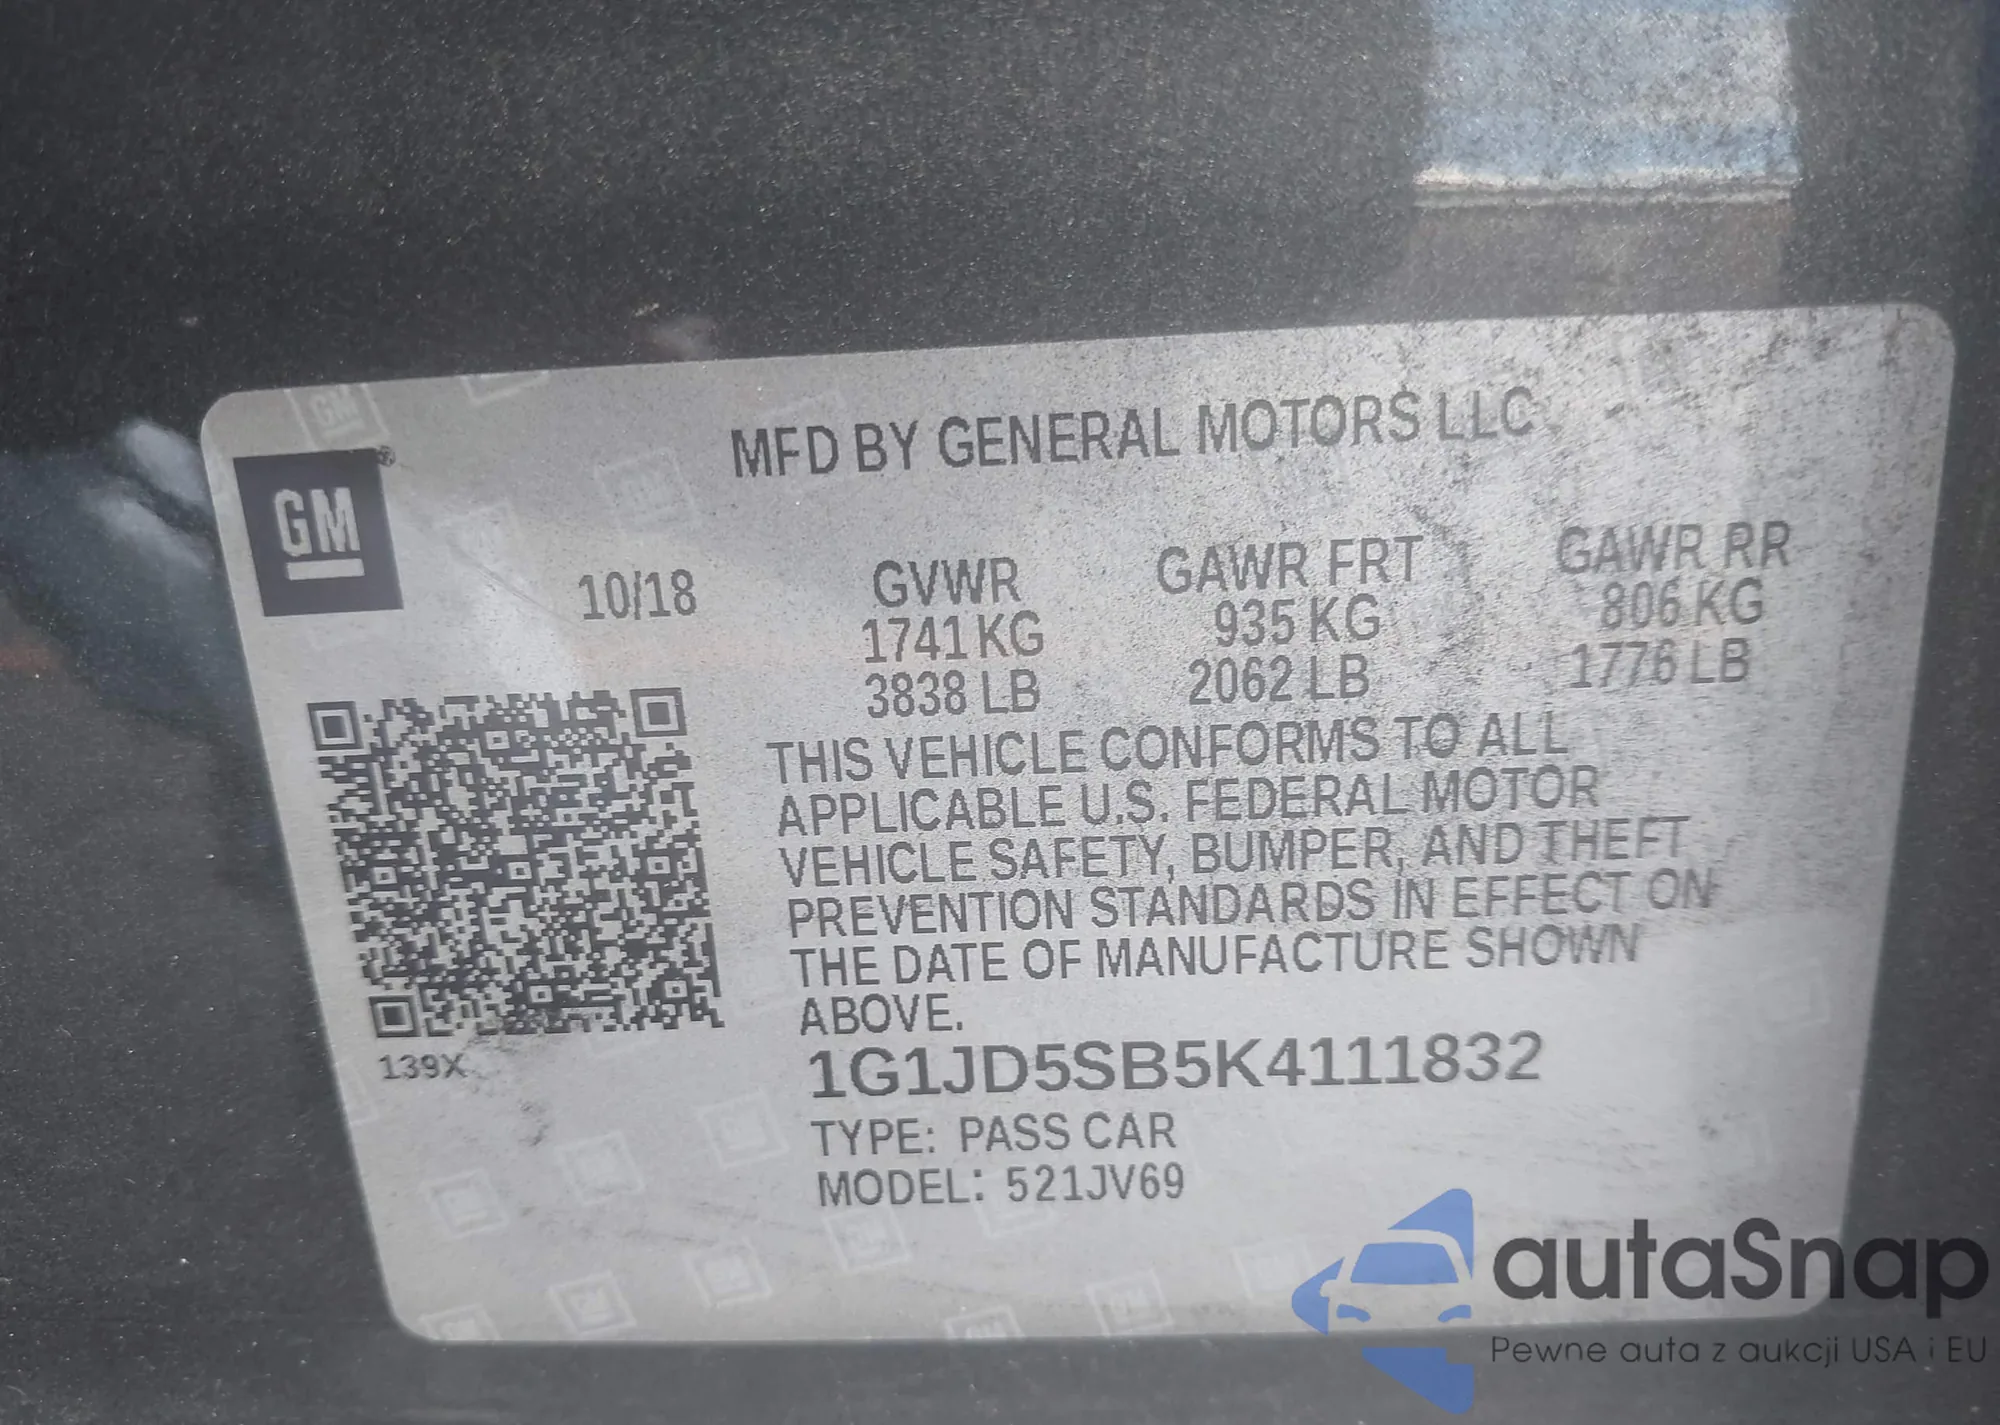 MFD BY GENERAL MOTORS LLC
GM®
10/18
GVWR GAWR FRT GAWR RR
1741 KG 935 KG 806 KG
3838 LB 2062 LB 1776 LB
THIS VEHICLE CONFORMS TO ALL
APPLICABLE U.S. FEDERAL MOTOR
VEHICLE SAFETY, BUMPER, AND THEFT
PREVENTION STANDARDS IN EFFECT ON
THE DATE OF MANUFACTURE SHOWN
ABOVE.
139X
1G1JD5SB5K4111832
TYPE: PASS CAR
MODEL: 521JV69
autaSnap
Pewne auta z aukcji USA i EU